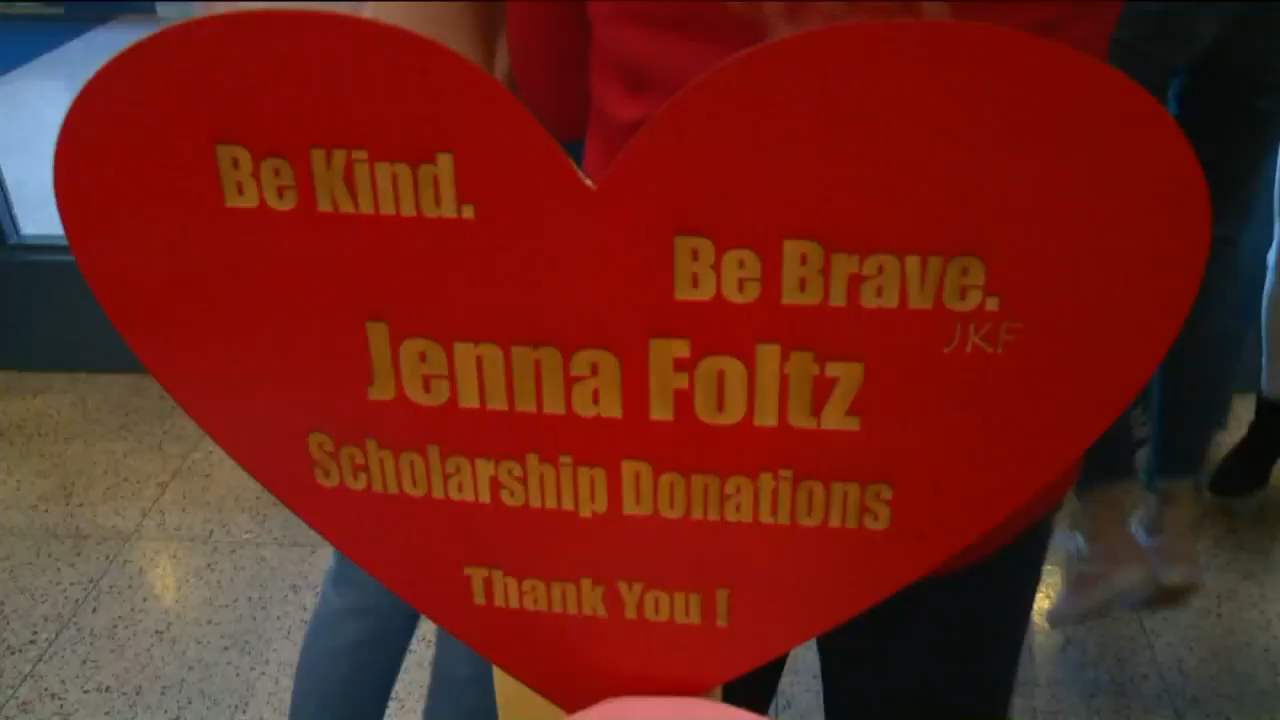 Be Kind.
Be Brave.
JKF
Jenna Foltz
Scholarship Donations
Thank You !